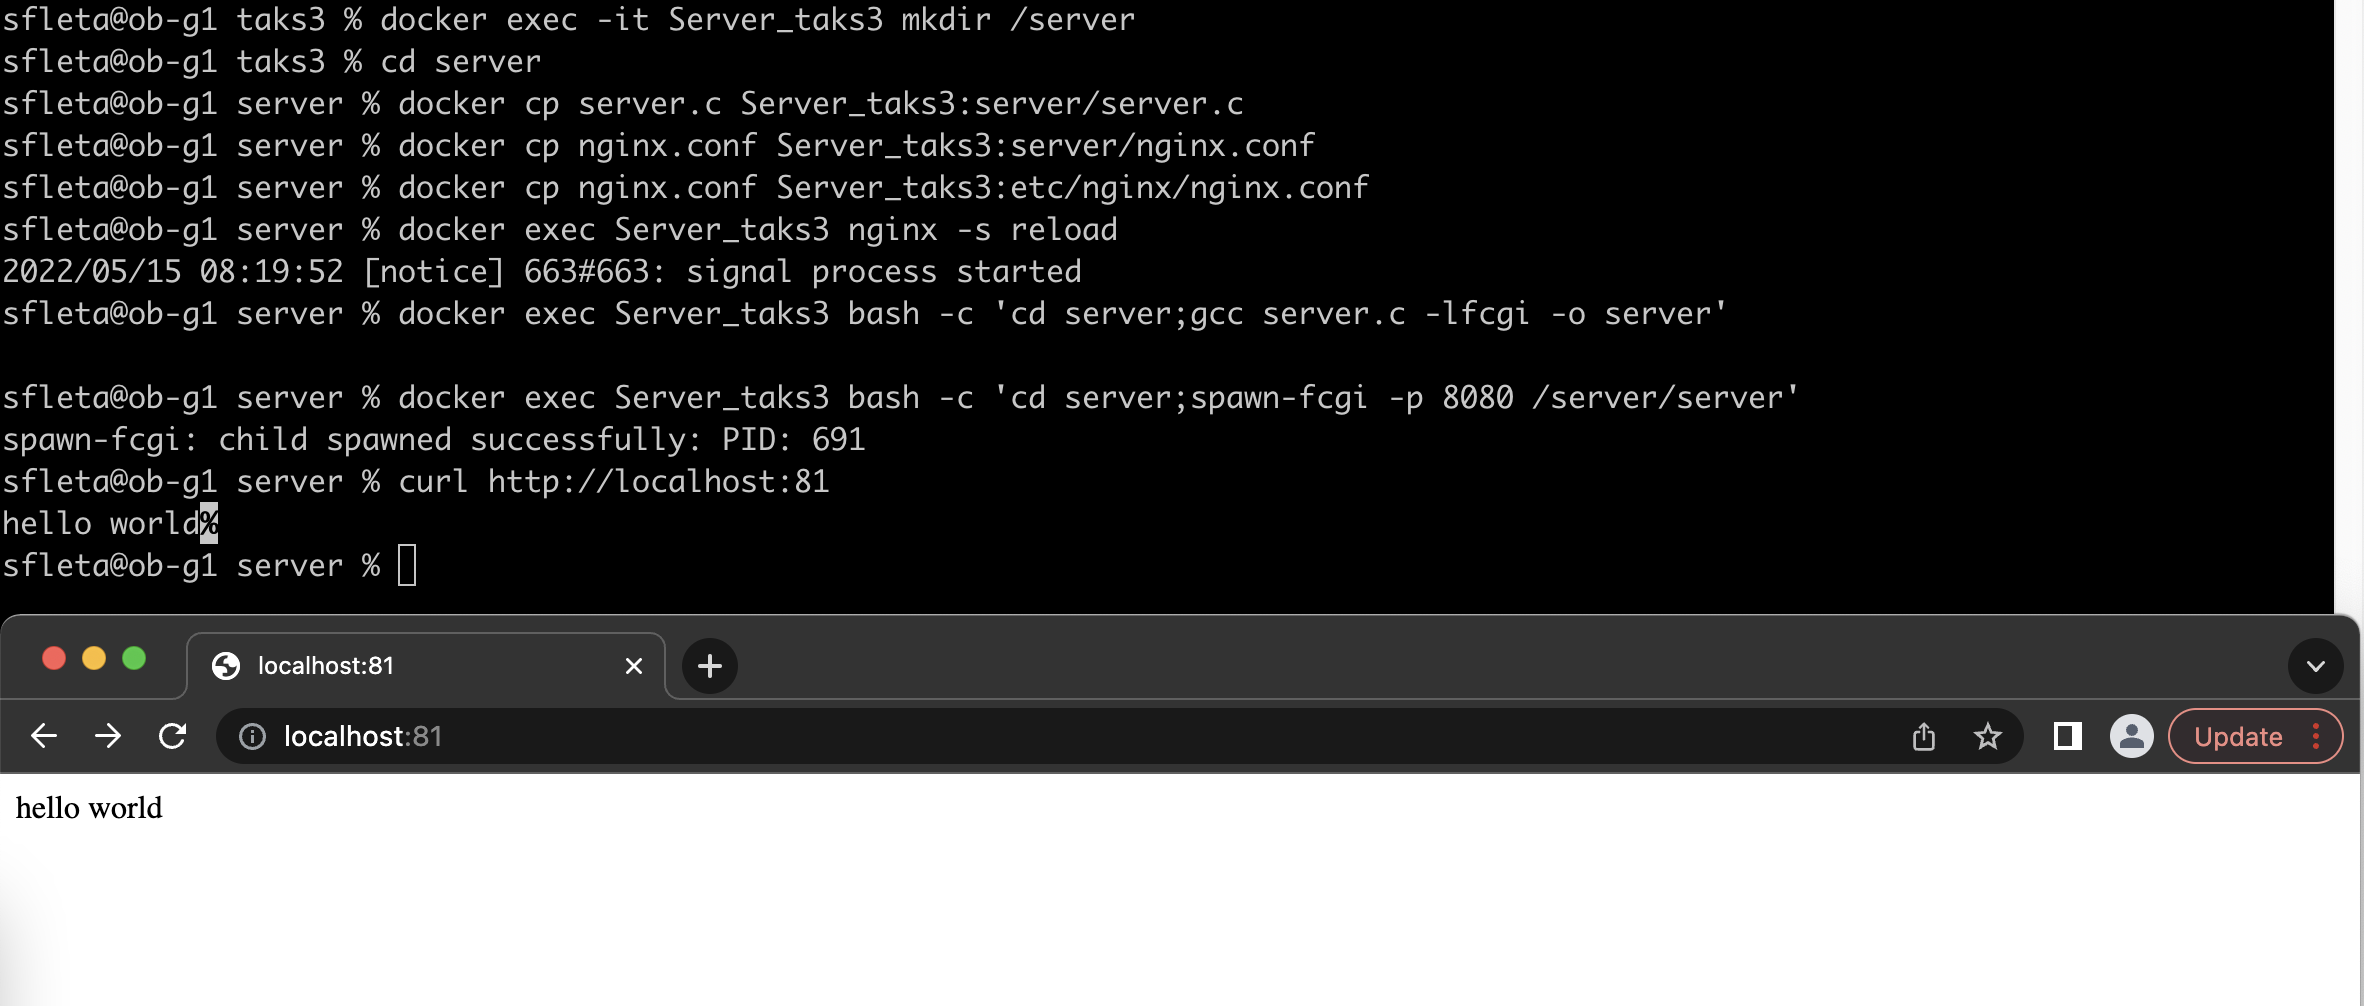 sfleta@ob-g1 taks3 % docker exec -it Server_taks3 mkdir /server
sfleta@ob-g1 taks3 % cd server
sfleta@ob-g1 server % docker cp server.c Server_taks3:server/server.c
sfleta@ob-g1 server % docker cp nginx.conf Server_taks3:server/nginx.conf
sfleta@ob-g1 server % docker cp nginx.conf Server_taks3:etc/nginx/nginx.conf
sfleta@ob-g1 server % docker exec Server_taks3 nginx -s reload
2022/05/15 08:19:52 [notice] 663#663: signal process started
sfleta@ob-g1 server % docker exec Server_taks3 bash -c 'cd server;gcc server.c -lfcgi -o server'
sfleta@ob-g1 server % docker exec Server_taks3 bash -c 'cd server;spawn-fcgi -p 8080 /server/server'
spawn-fcgi: child spawned successfully: PID: 691
sfleta@ob-g1 server % curl http://localhost:81
hello world%
sfleta@ob-g1 server %
localhost:81
localhost:81
Update
hello world